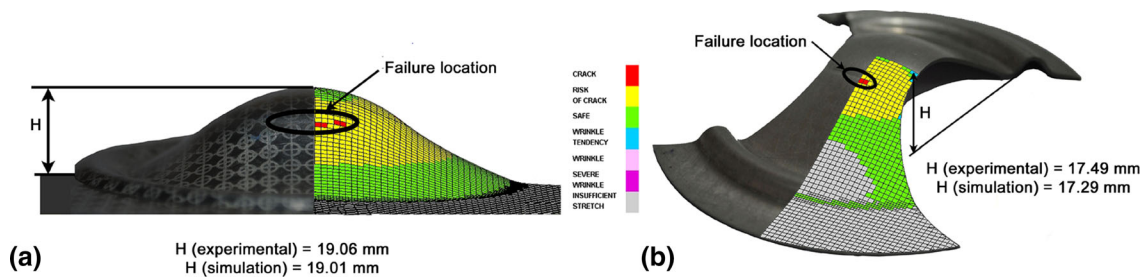 Failure location
H
CRACK
RISK
OF CRACK
SAFE
WRINKLE
TENDENCY
WRINKLE
SEVERE
WRINKLE
INSUFFICIENT
STRETCH
(a)
H (experimental) = 19.06 mm
H (simulation) = 19.01 mm
Failure location
H
H (experimental) = 17.49 mm
H (simulation) = 17.29 mm
(b)